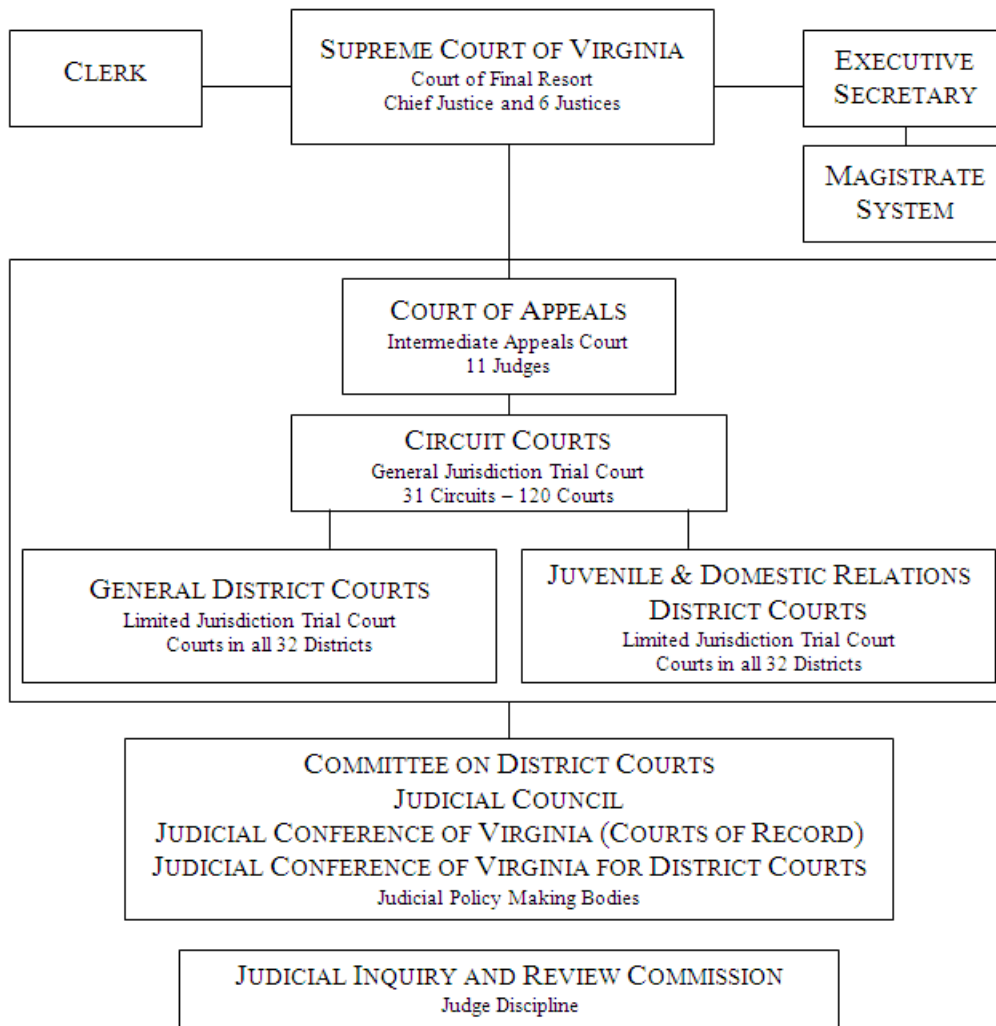 CLERK
SUPREME COURT OF VIRGINIA
Court of Final Resort
Chief Justice and 6 Justices
EXECUTIVE
SECRETARY
MAGISTRATE
SYSTEM
COURT OF APPEALS
Intermediate Appeals Court
11 Judges
CIRCUIT COURTS
General Jurisdiction Trial Court
31 Circuits – 120 Courts
GENERAL DISTRICT COURTS
Limited Jurisdiction Trial Court
Courts in all 32 Districts
JUVENILE & DOMESTIC RELATIONS
DISTRICT COURTS
Limited Jurisdiction Trial Court
Courts in all 32 Districts
COMMITTEE ON DISTRICT COURTS
JUDICIAL COUNCIL
JUDICIAL CONFERENCE OF VIRGINIA (COURTS OF RECORD)
JUDICIAL CONFERENCE OF VIRGINIA FOR DISTRICT COURTS
Judicial Policy Making Bodies
JUDICIAL INQUIRY AND REVIEW COMMISSION
Judge Discipline